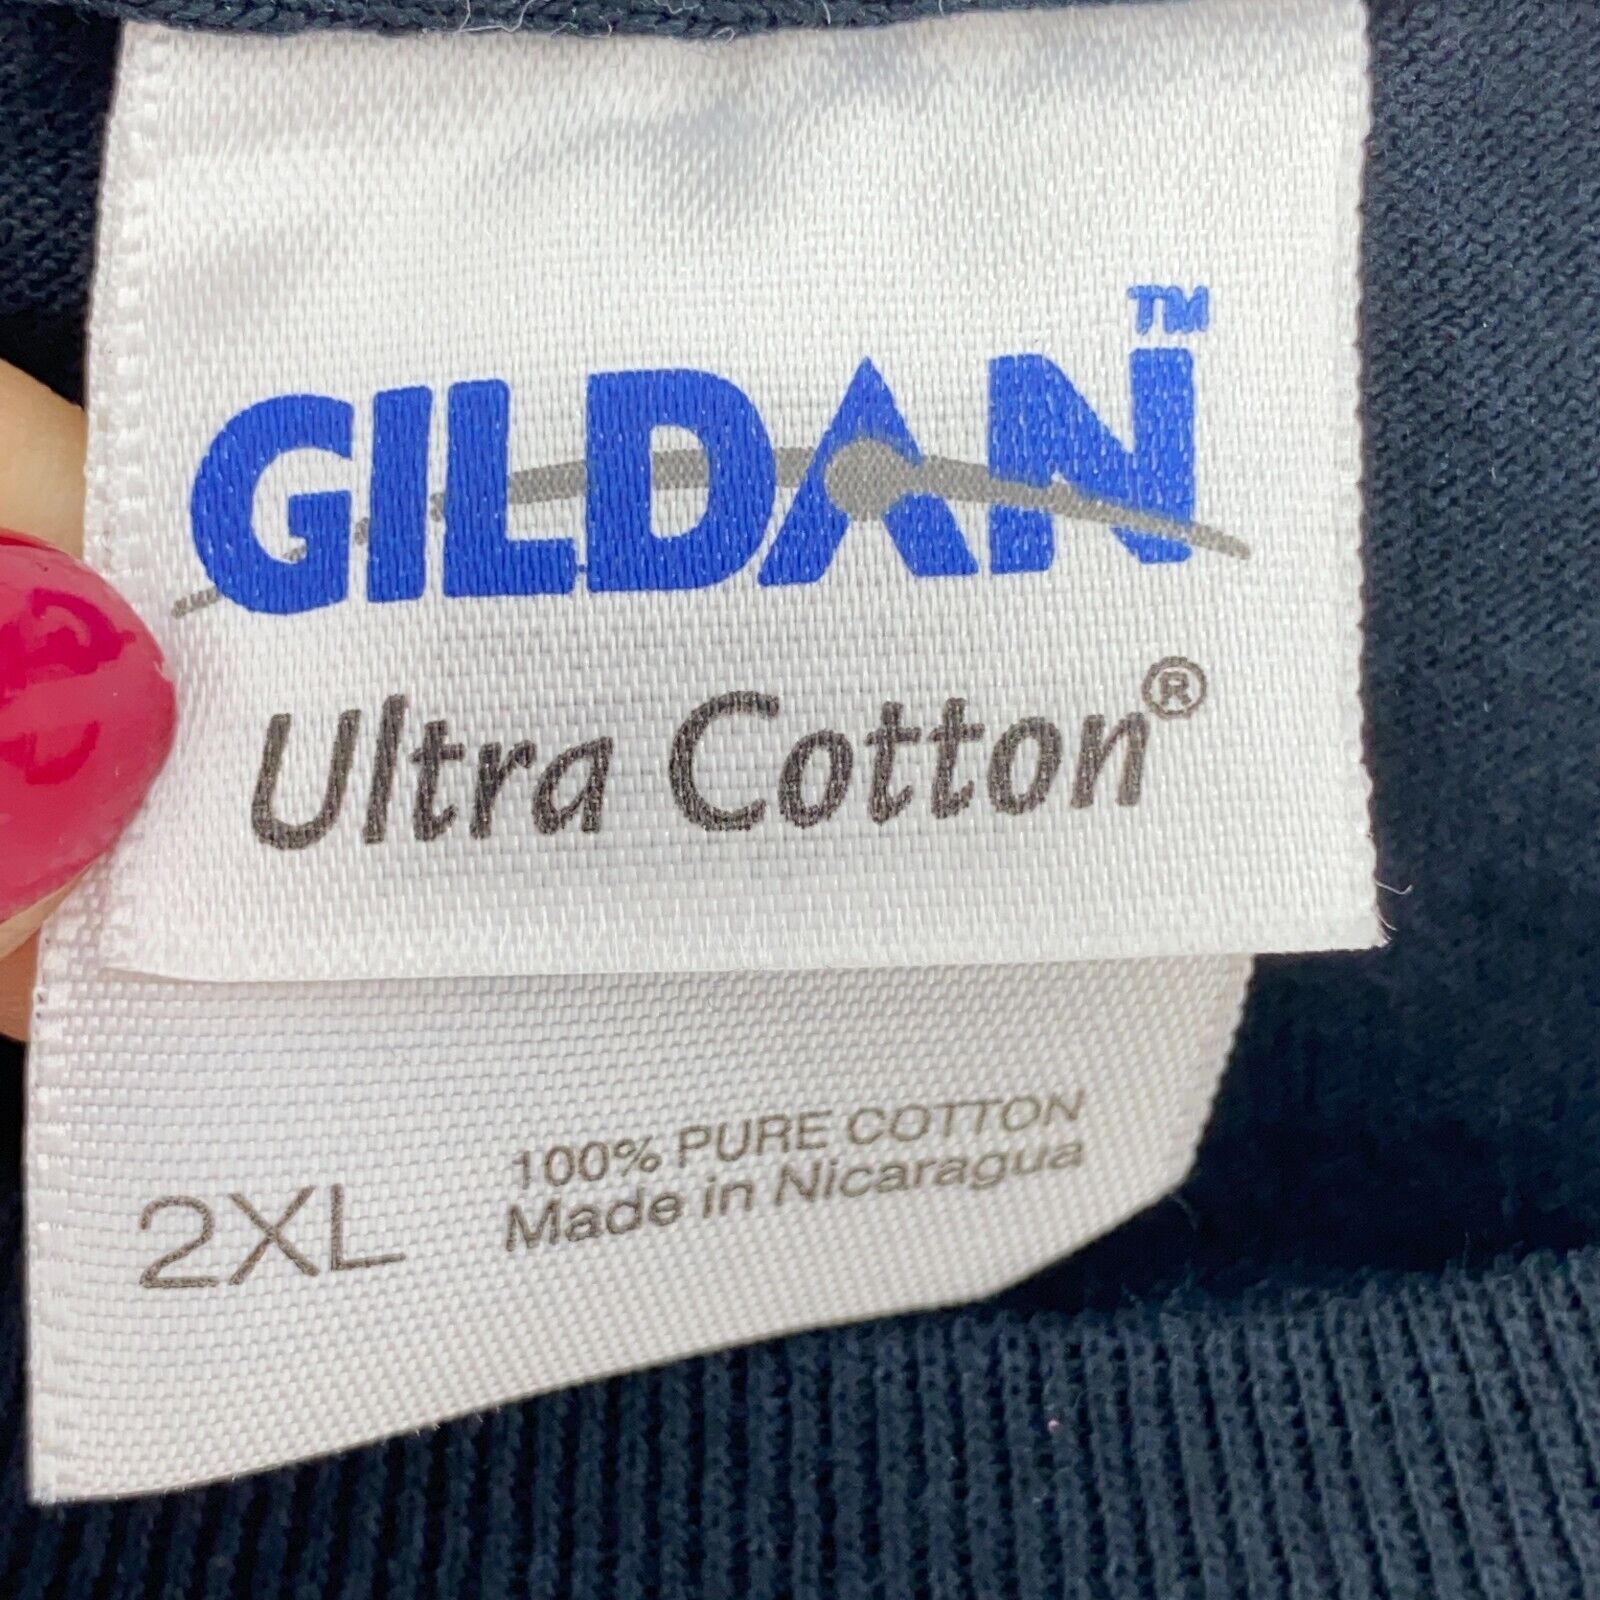 GILDAN™
Ultra Cotton®
2XL
100% PURE COTTON
Made in Nicaragua